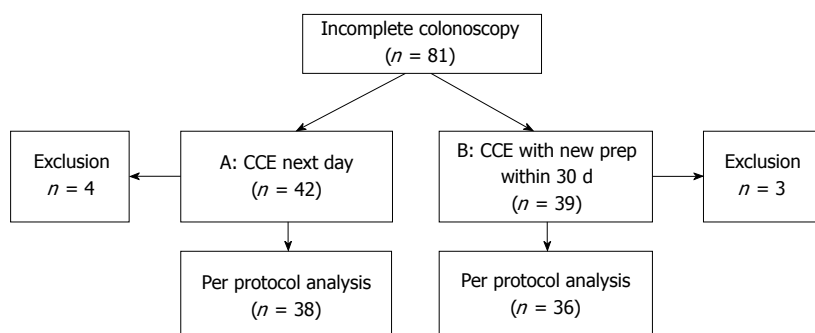 Incomplete colonoscopy
(n = 81)
Exclusion
n = 4
A: CCE next day
(n = 42)
B: CCE with new prep
within 30 d
(n = 39)
Exclusion
n = 3
Per protocol analysis
(n = 38)
Per protocol analysis
(n = 36)